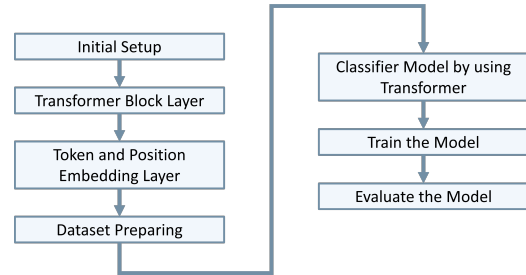 Initial Setup
Transformer Block Layer
Token and Position
Embedding Layer
Dataset Preparing
Classifier Model by using
Transformer
Train the Model
Evaluate the Model